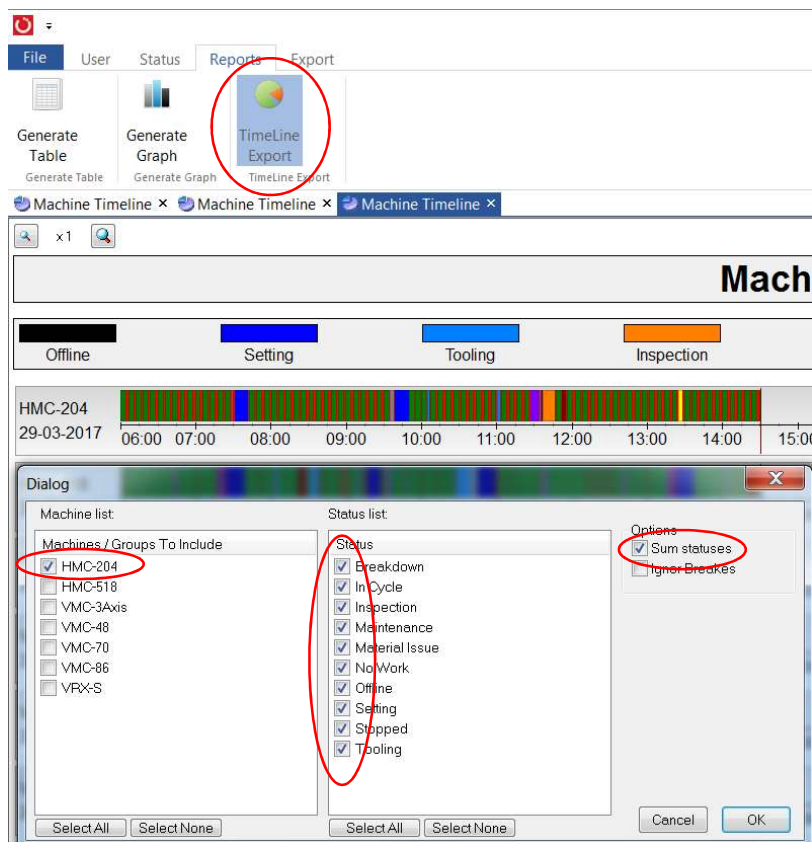 File User Status Reports Export
Generate Table
Generate Graph
TimeLine Export
Generate Table Generate Graph TimeLine Export
Machine Timeline × Machine Timeline × Machine Timeline ×
x1
Mach
Offline Setting Tooling Inspection
HMC-204
29-03-2017
06:00 07:00 08:00 09:00 10:00 11:00 12:00 13:00 14:00 15:00
Dialog
Machine list:
Machines / Groups To Include
HMC-204
HMC-518
VMC-3Axis
VMC-48
VMC-70
VMC-86
VRX-S
Select All Select None
Status list:
Status
Breakdown
In Cycle
Inspection
Maintenance
Material Issue
No Work
Offline
Setting
Stopped
Tooling
Select All Select None
Options
Sum statuses
Ignor Breakes
Cancel OK